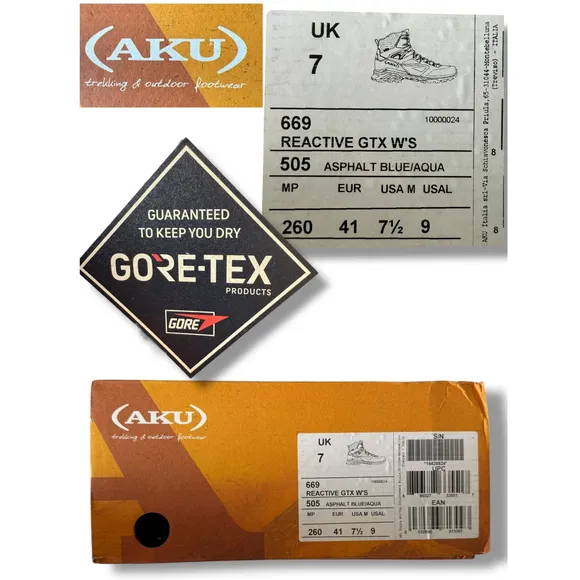 (AKU)
trekking & outdoor footwear
UK
7
669
10000024
REACTIVE GTX W'S
505 ASPHALT BLUE/AQUA
MP EUR USA M USAL
260 41 7½ 9
AKU Italia srl-Via Schiavonesca Priula,65-31044-Montebelluna
(Treviso) - ITALIA
8
8
GUARANTEED
TO KEEP YOU DRY
GORE-TEX
PRODUCTS
GORE
(AKU)
trekking & outdoor footwear
UK
7
669
10000024
REACTIVE GTX W'S
505 ASPHALT BLUE/AQUA
MP EUR USA M USAL
260 41 7½ 9
S/N
UPC
EAN